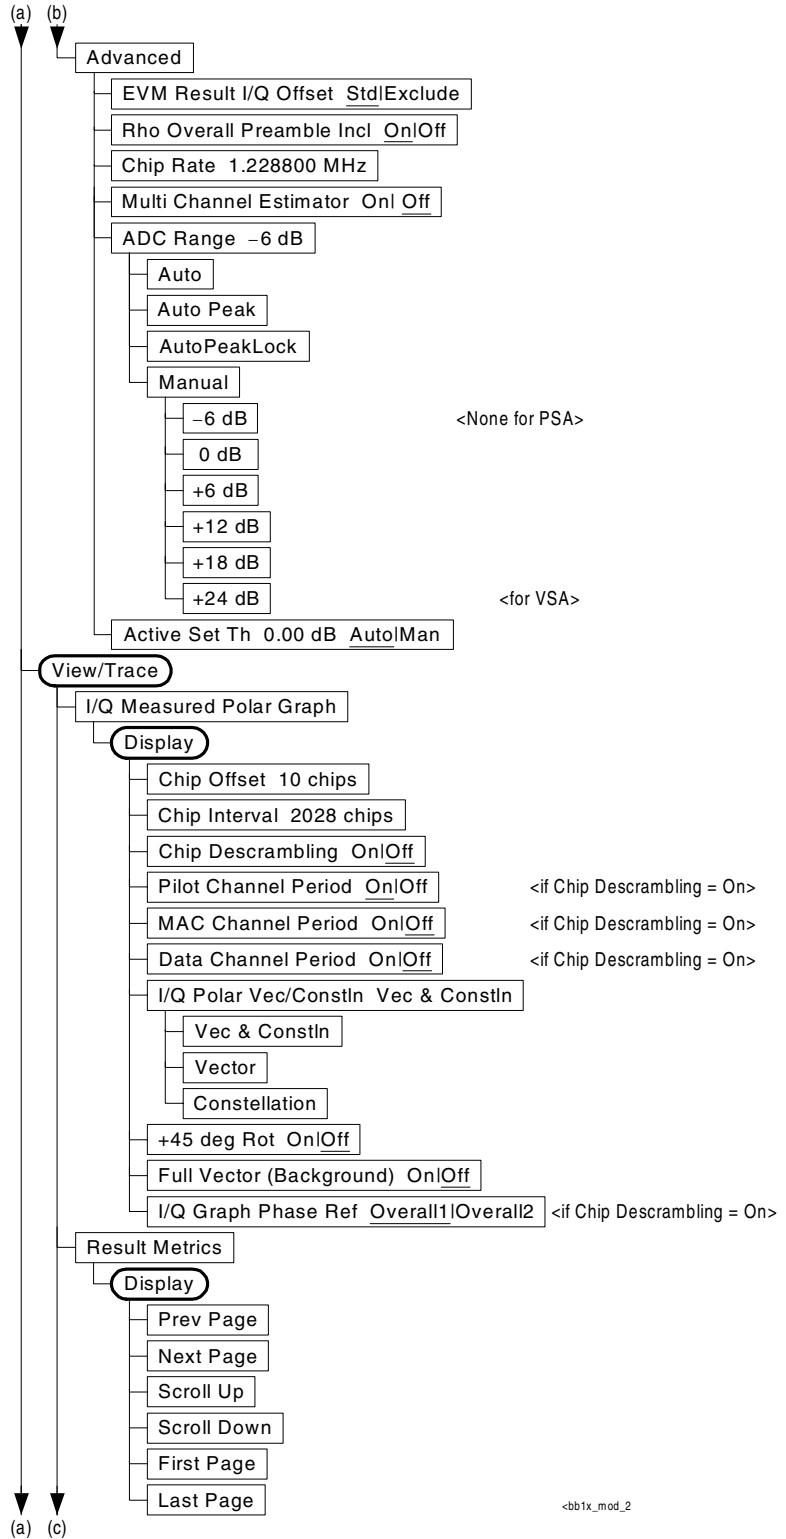 (a) (b)
Advanced
EVM Result I/Q Offset Std|Exclude
Rho Overall Preamble Incl On|Off
Chip Rate 1.228800 MHz
Multi Channel Estimator On| Off
ADC Range −6 dB
Auto
Auto Peak
AutoPeakLock
Manual
−6 dB <None for PSA>
0 dB
+6 dB
+12 dB
+18 dB
+24 dB <for VSA>
Active Set Th 0.00 dB Auto|Man
View/Trace
I/Q Measured Polar Graph
Display
Chip Offset 10 chips
Chip Interval 2028 chips
Chip Descrambling On|Off
Pilot Channel Period On|Off <if Chip Descrambling = On>
MAC Channel Period On|Off <if Chip Descrambling = On>
Data Channel Period On|Off <if Chip Descrambling = On>
I/Q Polar Vec/Constln Vec & Constln
Vec & Constln
Vector
Constellation
+45 deg Rot On|Off
Full Vector (Background) On|Off
I/Q Graph Phase Ref Overall1|Overall2 <if Chip Descrambling = On>
Result Metrics
Display
Prev Page
Next Page
Scroll Up
Scroll Down
First Page
Last Page
<bb1x_mod_2
(a) (c)